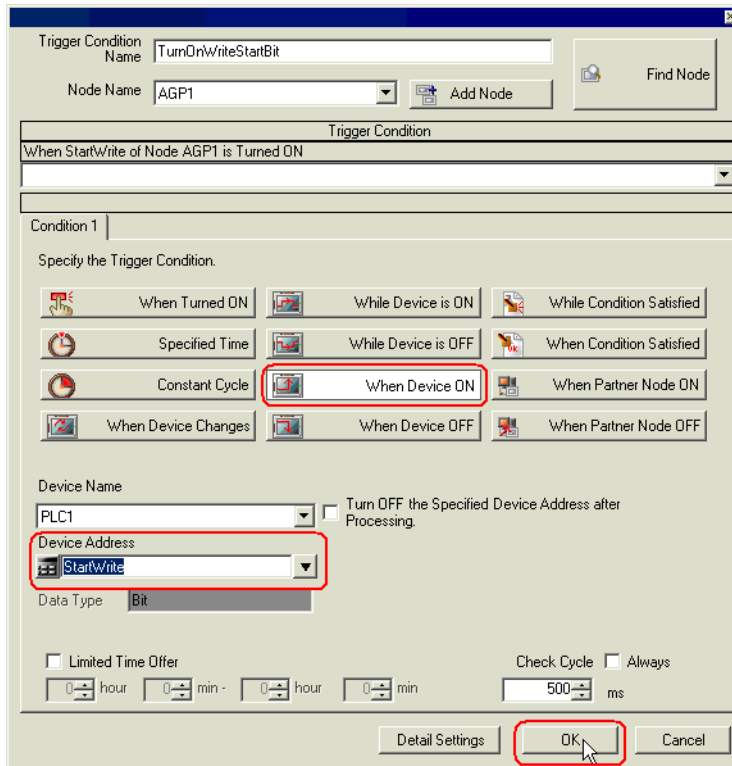 Trigger Condition
Name
TurnOnWriteStartBit
Find Node
Node Name
AGP1
Add Node
Trigger Condition
When StartWrite of Node AGP1 is Turned ON
Condition 1
Specify the Trigger Condition.
When Turned ON
While Device is ON
While Condition Satisfied
Specified Time
While Device is OFF
When Condition Satisfied
Constant Cycle
When Device ON
When Partner Node ON
When Device Changes
When Device OFF
When Partner Node OFF
Device Name
PLC1
Turn OFF the Specified Device Address after
Processing.
Device Address
StartWrite
Data Type
Bit
Limited Time Offer
Check Cycle
Always
0 hour 0 min - 0 hour 0 min
500 ms
Detail Settings
OK
Cancel